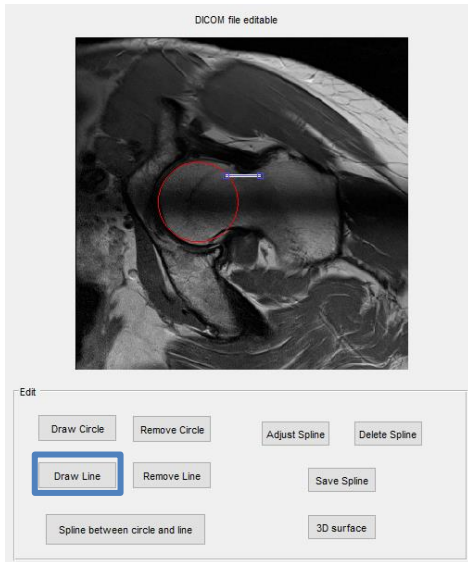 DICOM file editable
Edit
Draw Circle
Remove Circle
Adjust Spline
Delete Spline
Draw Line
Remove Line
Save Spline
Spline between circle and line
3D surface